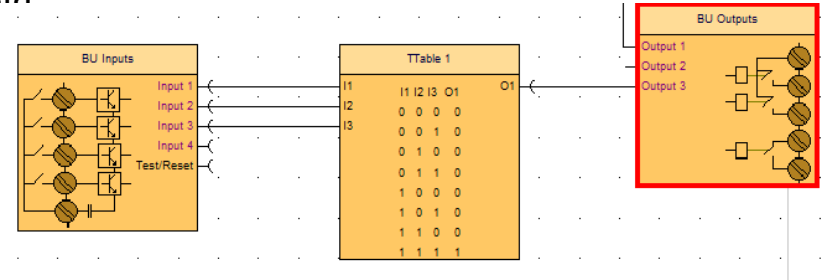 BU Inputs
Input 1
Input 2
Input 3
Input 4
Test/Reset
TTable 1
I1
I2
I3
O1
I1 I2 I3 O1
0 0 0 0
0 0 1 0
0 1 0 0
0 1 1 0
1 0 0 0
1 0 1 0
1 1 0 0
1 1 1 1
BU Outputs
Output 1
Output 2
Output 3